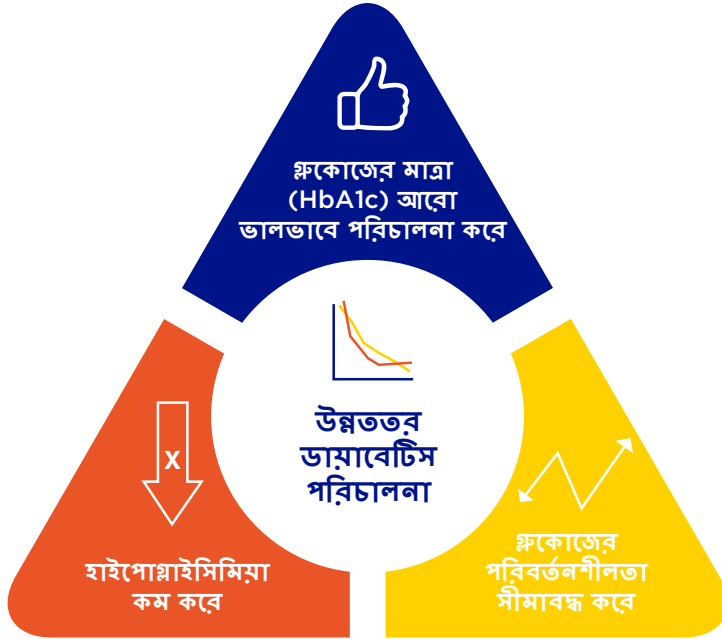 গ্লুকোজের মাত্রা
(HbA1c) আরো
ভালভাবে পরিচালনা করে
উন্নততর
ডায়াবেটিস
পরিচালনা
X
হাইপোগ্লাইসিমিয়া
কম করে
গ্লুকোজের
পরিবর্তনশীলতা
সীমাবদ্ধ করে